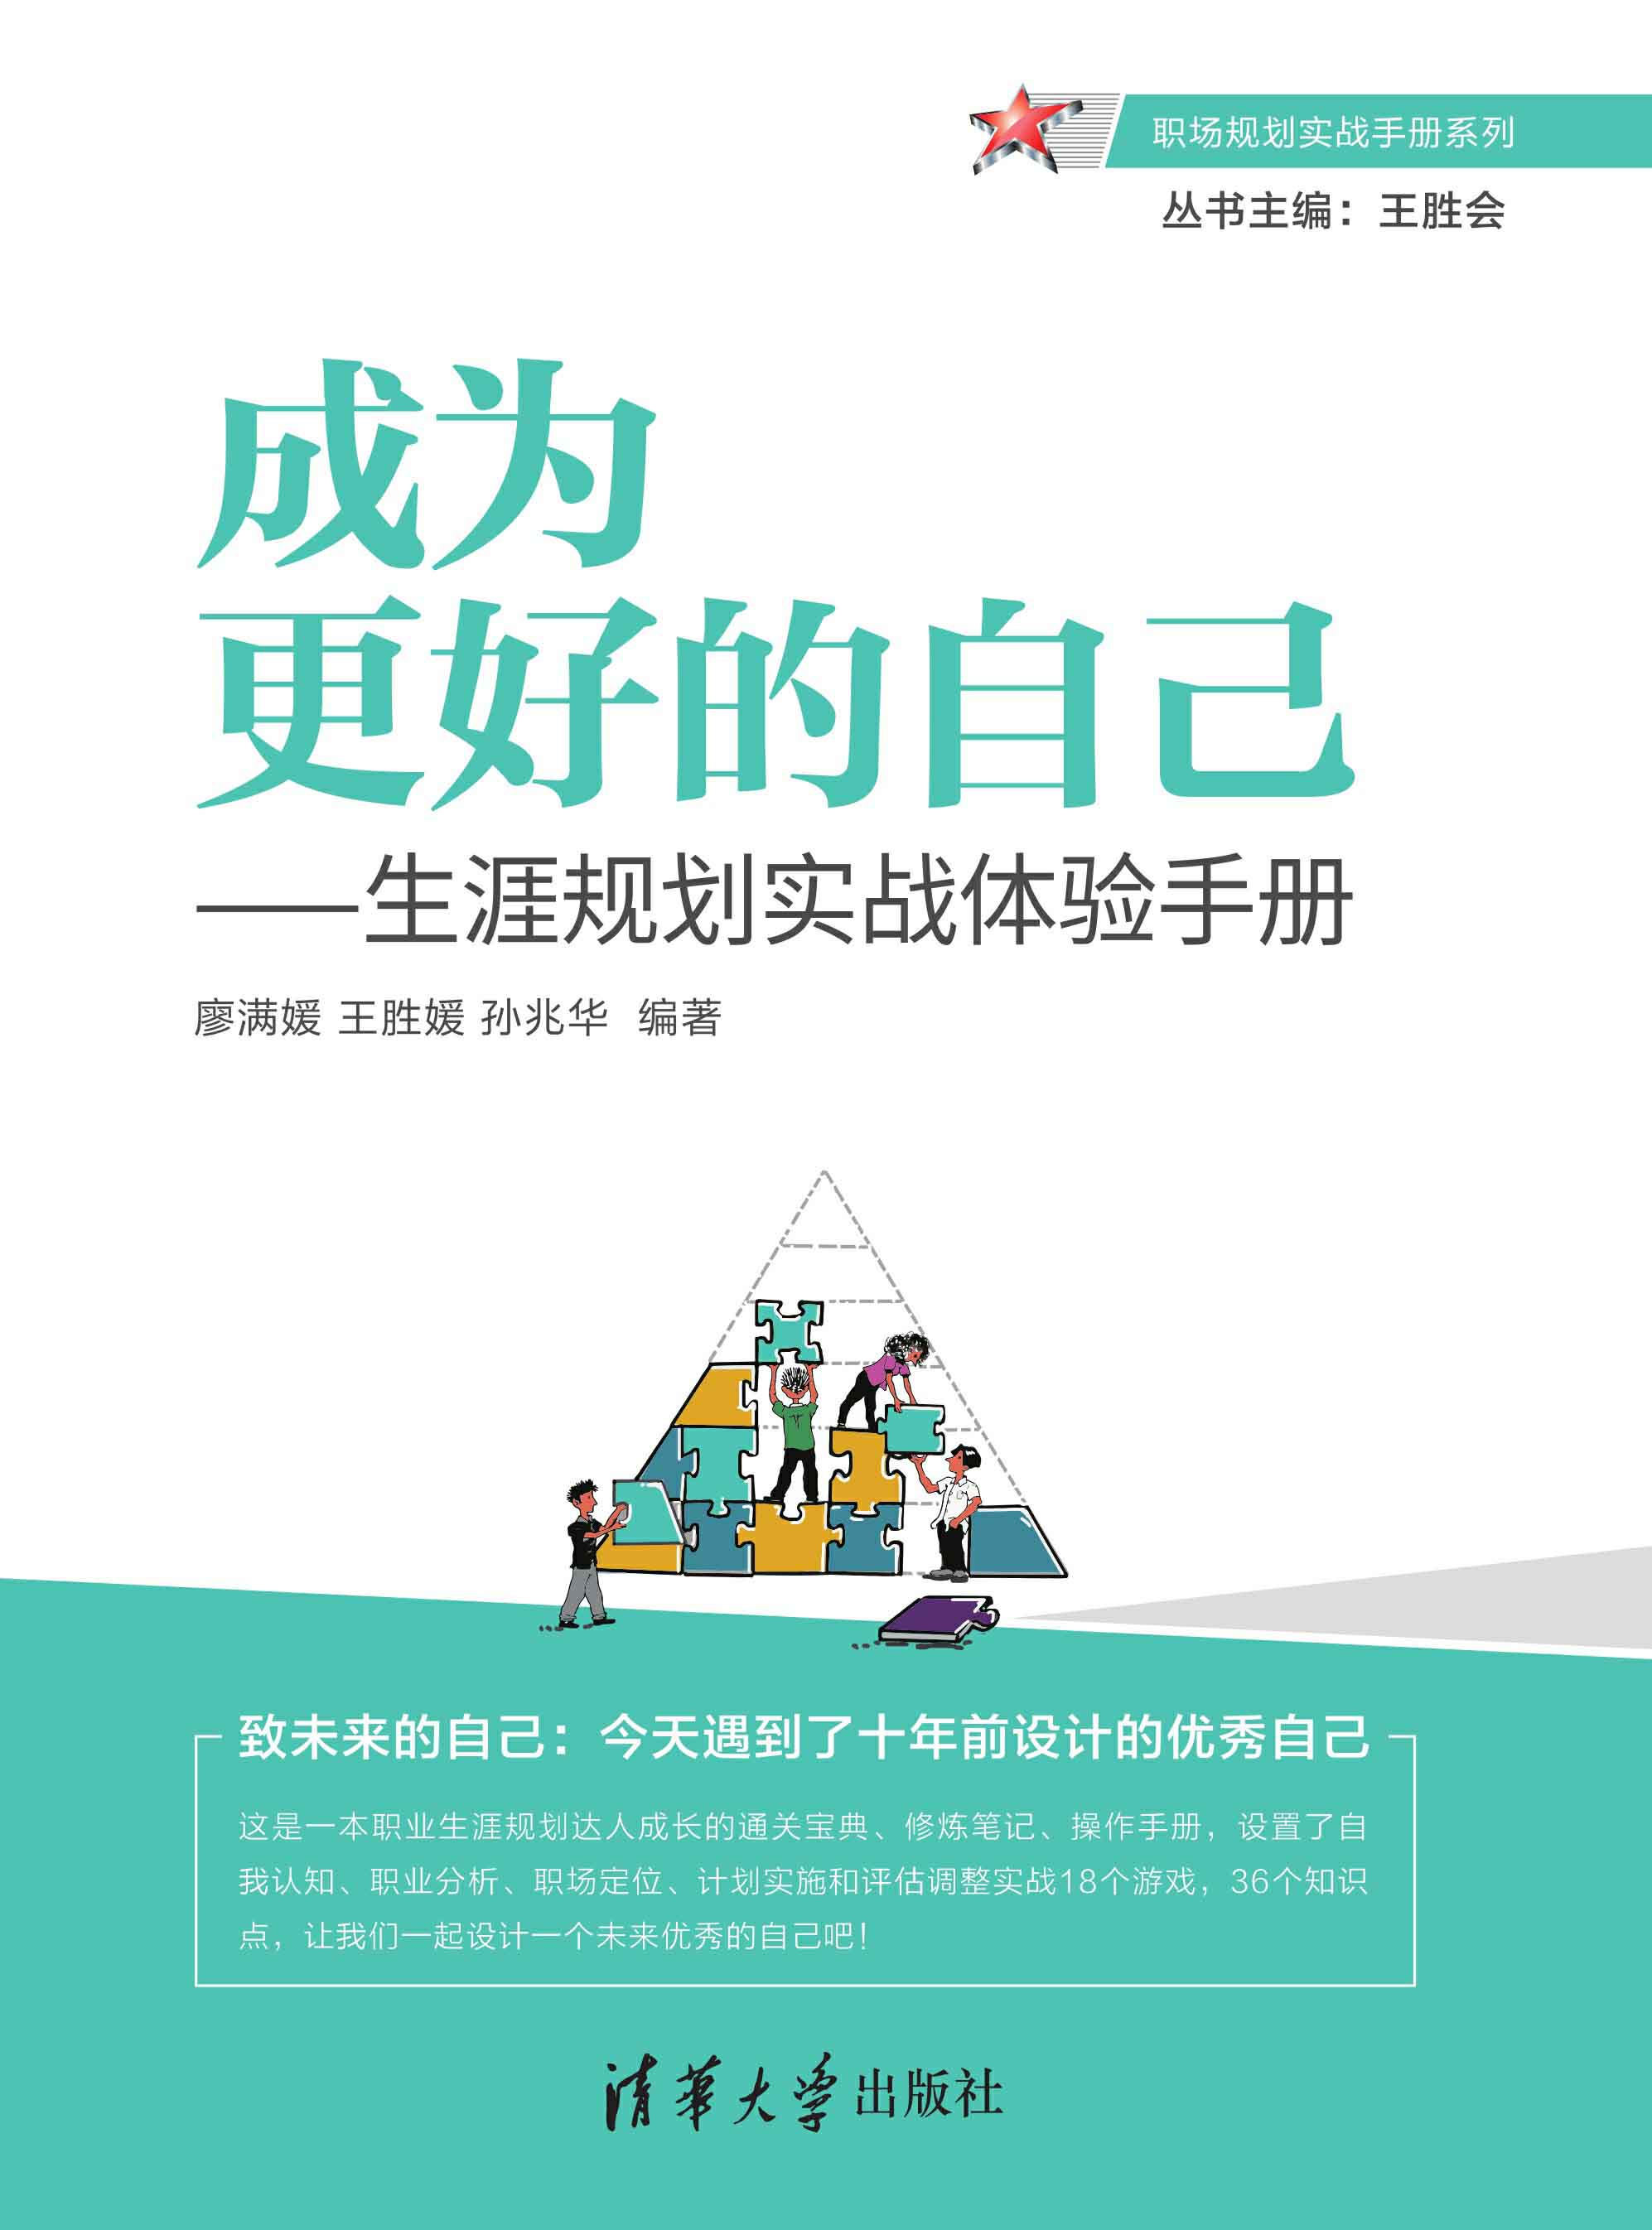 职场规划实战手册系列
丛书主编：王胜会
成为
更好的自己
——生涯规划实战体验手册
廖满媛 王胜媛 孙兆华 编著
致未来的自己：今天遇到了十年前设计的优秀自己
这是一本职业生涯规划达人成长的通关宝典、修炼笔记、操作手册，设置了自
我认知、职业分析、职场定位、计划实施和评估调整实战18个游戏，36个知识
点，让我们一起设计一个未来优秀的自己吧！
清華大学出版社